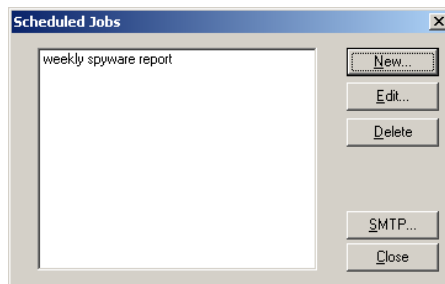 Scheduled Jobs
weekly spyware report
New...
Edit...
Delete
SMTP...
Close